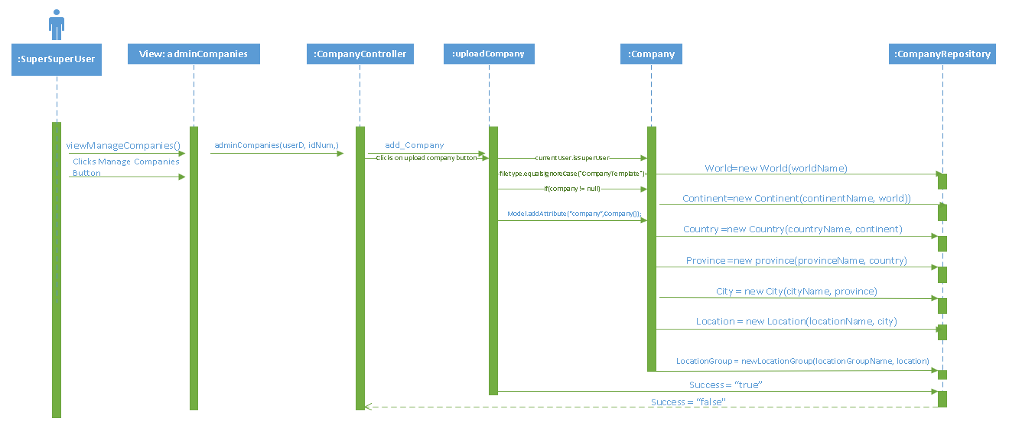 :SuperSuperUser
View: adminCompanies
:CompanyController
:uploadCompany
:Company
:CompanyRepository
viewManageCompanies()
Clicks Manage Companies
Button
adminCompanies(userD, idNum,)
add_Company
Clicks on upload company button
currentUser.isSuperUser
filetype.equalsIgnoreCase("CompanyTemplate")
if(company != null)
Model.addAttribute("company",Company());
World=new World(worldName)
Continent=new Continent(continentName, world))
Country =new Country(countryName, continent)
Province =new province(provinceName, country)
City = new City(cityName, province)
Location = new Location(locationName, city)
LocationGroup = newLocationGroup(locationGroupName, location)
Success= "true"
Success = "false"